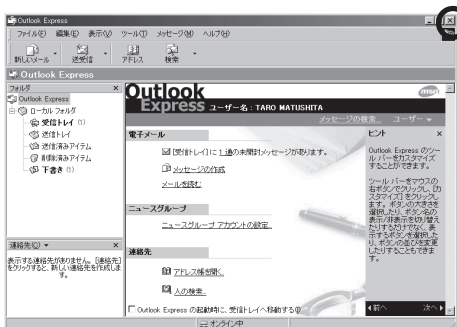 Outlook Express
ファイル(F) 編集(E) 表示(V) ツール(T) メッセージ(M) ヘルプ(H)
新しいメール 送受信 アドレス 検索
Outlook Express
フォルダ
Outlook Express
ローカル フォルダ
受信トレイ (1)
送信トレイ
送信済みアイテム
削除済みアイテム
下書き (1)
連絡先(C)
表示する連絡先がありません。[連絡先]
をクリックすると、新しい連絡先を作成しま
す。
Outlook
Express ユーザー名 : TARO MATUSHITA
msn
メッセージの検索... ユーザー
電子メール
[受信トレイ] に 1 通の未開封メッセージがあります。
メッセージの作成
メールを読む
ニュースグループ
ニュースグループ アカウントの設定...
連絡先
アドレス帳を開く...
人の検索...
Outlook Express の起動時に、受信トレイへ移動する(W)
ヒント
Outlook Express のツー
ル バーをカスタマイズ
することができます。
ツール バーをマウスの
右ボタンでクリックし、[カ
スタマイズ] をクリックし
ます。ボタンの大きさを
選択したり、ボタン名の
表示/非表示を切り替え
たりするだけでなく、表
示するボタンを選択した
り、ボタンの並びを変更
したりすることもできま
す。
前へ 次へ
オンライン中